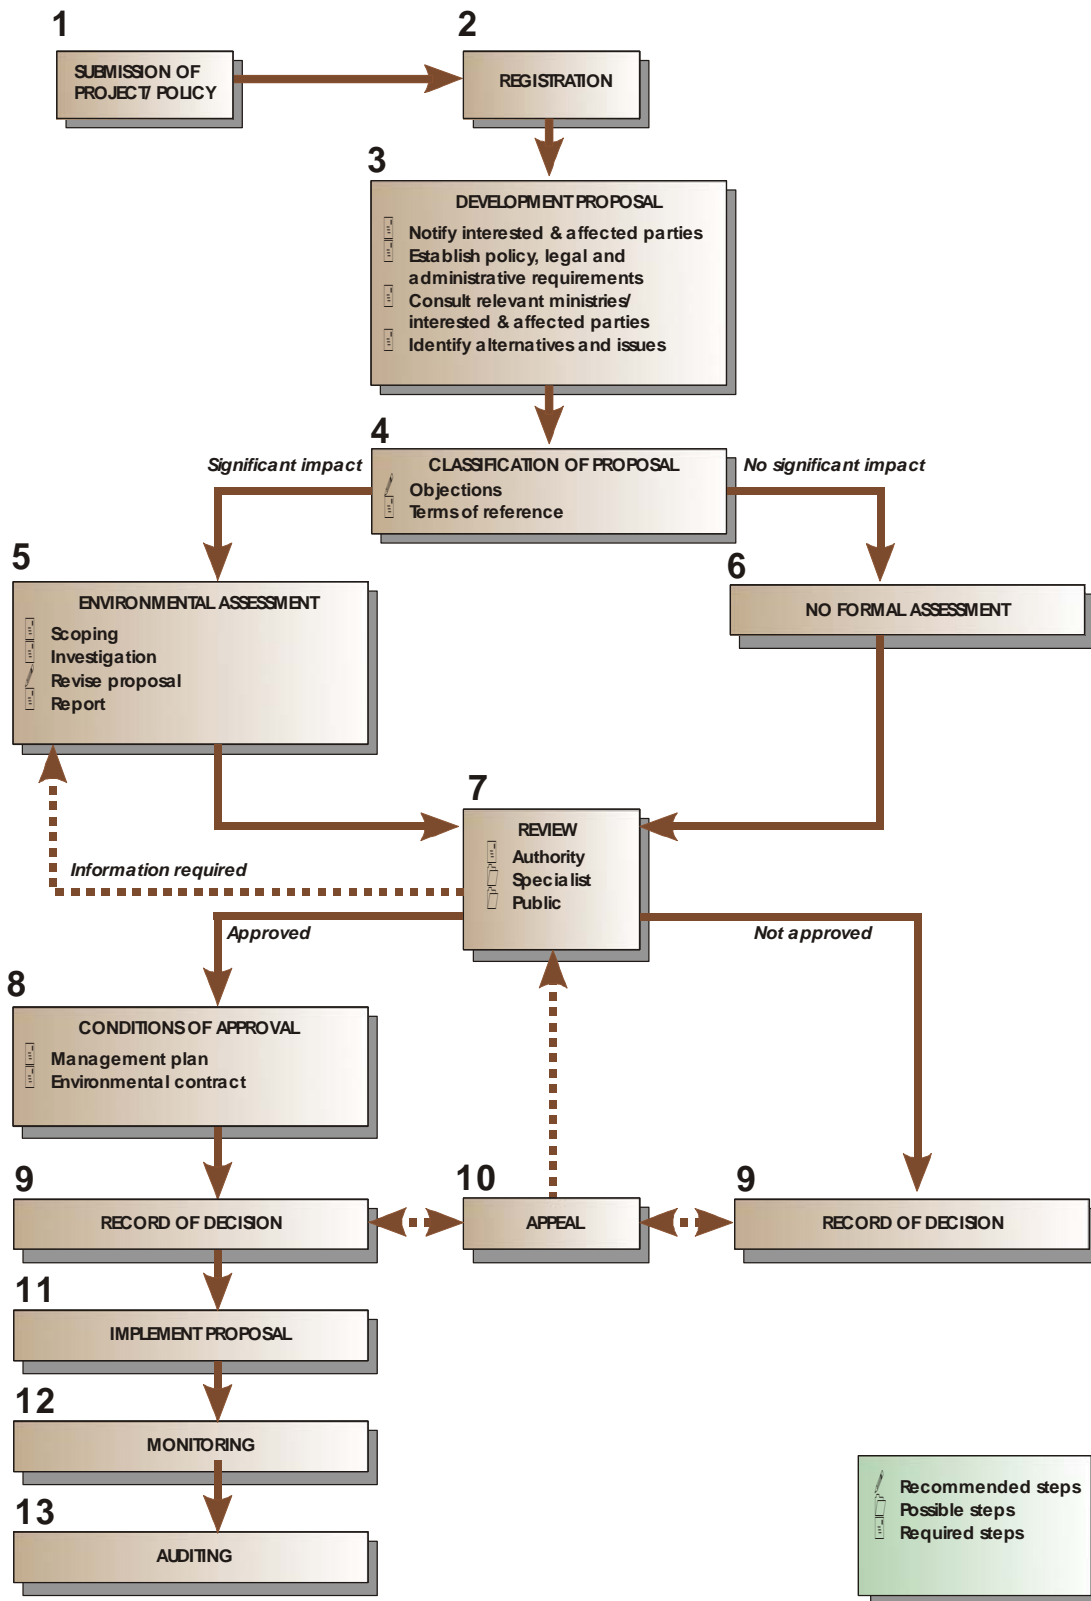 1
SUBMISSION OF
PROJECT/ POLICY
2
REGISTRATION
3
DEVELOPMENT PROPOSAL
Notify interested & affected parties
Establish policy, legal and
administrative requirements
Consult relevant ministries/
interested & affected parties
Identify alternatives and issues
4
Significant impact
CLASSIFICATION OF PROPOSAL
No significant impact
Objections
Terms of reference
5
ENVIRONMENTAL ASSESSMENT
Scoping
Investigation
Revise proposal
Report
6
NO FORMAL ASSESSMENT
7
REVIEW
Authority
Specialist
Public
Information required
Approved
Not approved
8
CONDITIONS OF APPROVAL
Management plan
Environmental contract
9
RECORD OF DECISION
10
APPEAL
9
RECORD OF DECISION
11
IMPLEMENT PROPOSAL
12
MONITORING
13
AUDITING
Recommended steps
Possible steps
Required steps